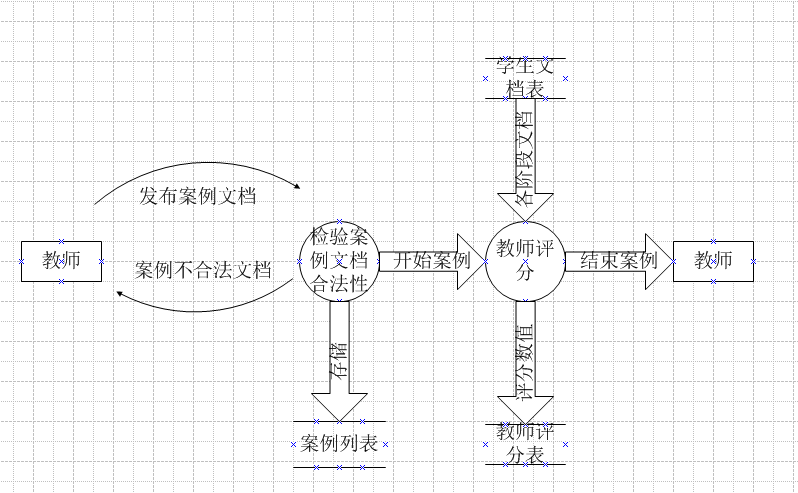 学生文
档表
各阶段文档
发布案例文档
教师
案例不合法文档
检验案
例文档
合法性
开始案例
教师评
分
结束案例
教师
存储
评分数值
案例列表
教师评
分表